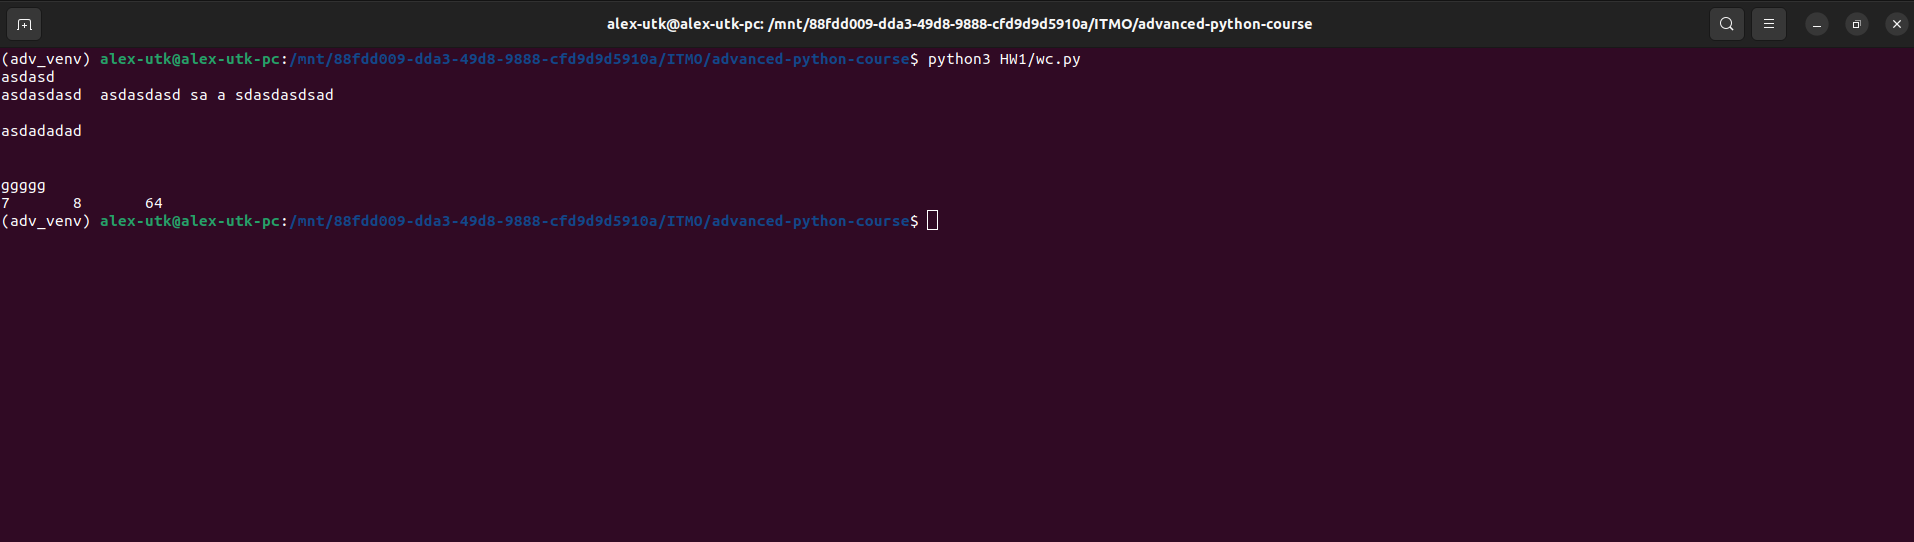 alex-utk@alex-utk-pc: /mnt/88fdd009-dda3-49d8-9888-cfd9d9d5910a/ITMO/advanced-python-course
(adv_venv) alex-utk@alex-utk-pc:/mnt/88fdd009-dda3-49d8-9888-cfd9d9d5910a/ITMO/advanced-python-course$ python3 HW1/wc.py
asdasd
asdasdasd  asdasdasd sa a sdasdasdsad
asdadadad
ggggg
7       8       64
(adv_venv) alex-utk@alex-utk-pc:/mnt/88fdd009-dda3-49d8-9888-cfd9d9d5910a/ITMO/advanced-python-course$